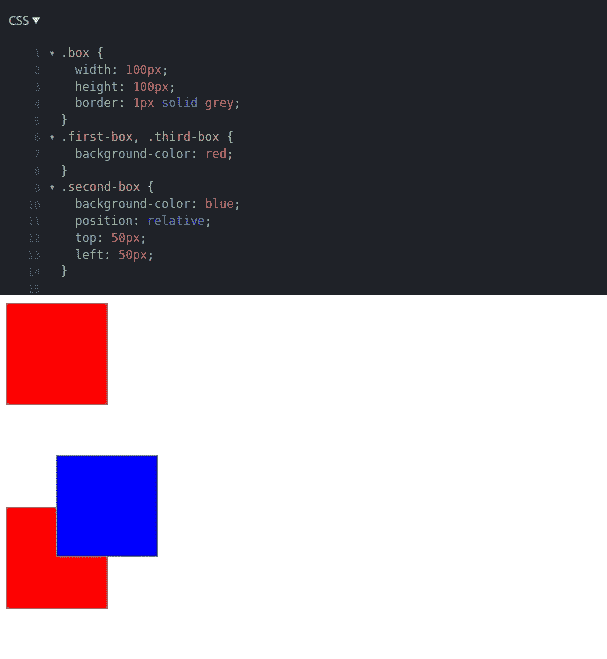 CSS ▼
1 ▾ .box {
2 width: 100px;
3 height: 100px;
4 border: 1px solid grey;
5 }
6 ▾ .first-box, .third-box {
7 background-color: red;
8 }
9 ▾ .second-box {
10 background-color: blue;
11 position: relative;
12 top: 50px;
13 left: 50px;
14 }
15